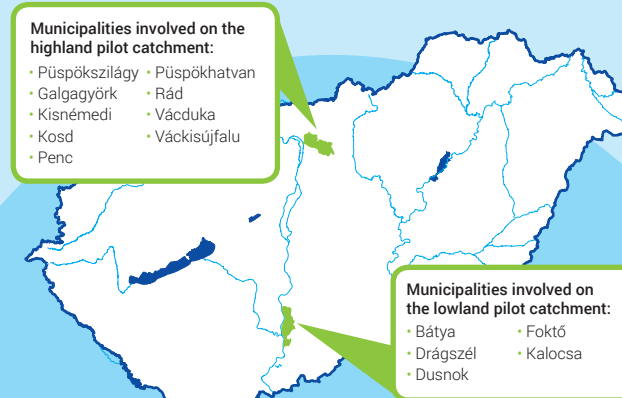 Municipalities involved on the
highland pilot catchment:
• Püspökszilágy • Püspökhatvan
• Galgagyörk • Rád
• Kisnémedi • Vácduka
• Kosd • Váckisújfalu
• Penc
Municipalities involved on
the lowland pilot catchment:
• Bátya • Foktő
• Drágszél • Kalocsa
• Dusnok